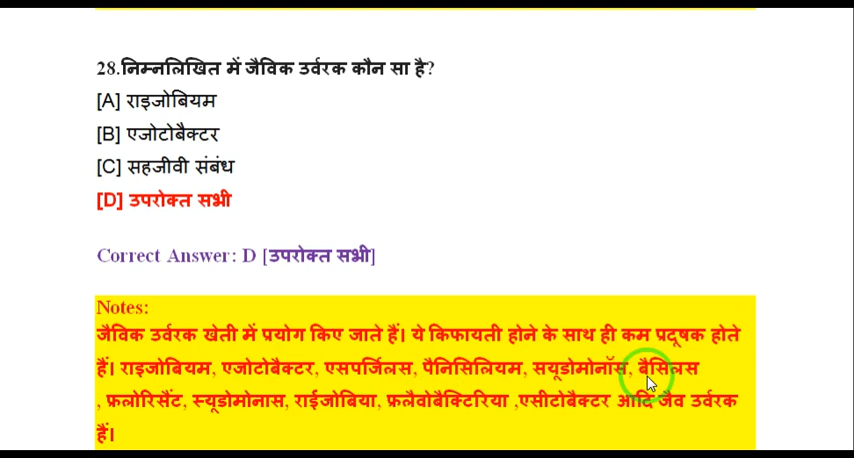 28.निम्नलिखित में जैविक उर्वरक कौन सा है?
[A] राइजोबियम
[B] एजोटोबैक्टर
[C] सहजीवी संबंध
[D] उपरोक्त सभी
Correct Answer: D [उपरोक्त सभी]
Notes:
जैविक उर्वरक खेती में प्रयोग किए जाते हैं। ये किफायती होने के साथ ही कम प्रदूषक होते
हैं। राइजोबियम, एजोटोबैक्टर, एसपर्जिलस, पैनिसिलियम, सयूडोमोनॉस, बैसिलस
, फ़्लोरिसैंट, स्यूडोमोनास, राईजोबिया, फ़्लैवोबैक्टिरिया ,एसीटोबैक्टर आदि जैव उर्वरक
हैं।